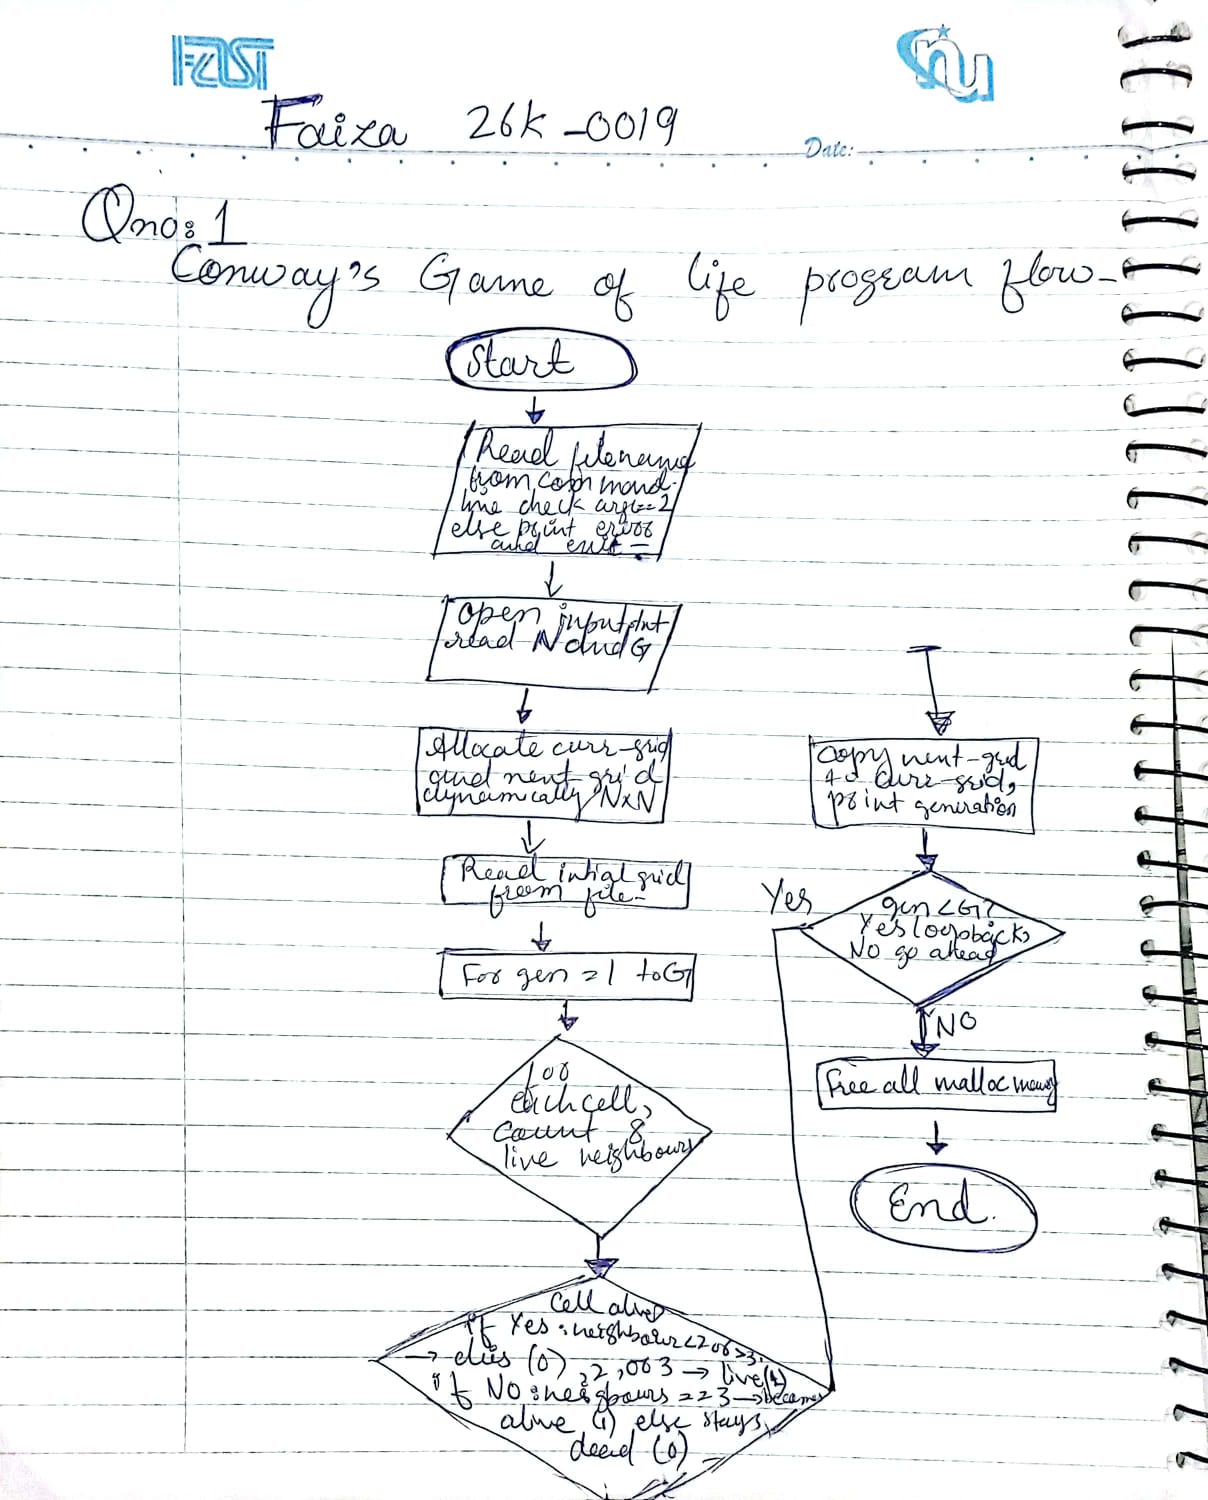 FAST
nu
Faiza 26K-0019
Date:
Qno: 1
Conway's Game of life program flow-
Start
Read filename
from command
line check argc==2
else print error
and exit
open input.txt
read N and G
Allocate curr-grid
and next-grid
dynamically NxN
Read intial grid
from file-
For gen = 1 to G
for
each cell,
count 8
live neighbours
Cell alive
if Yes: neighbour<2 or >3
→ dies (0), 2, or 3 → live(1)
if No: neighbours ==3→becomes
alive (1) else stays
dead (0)
copy next-grid
to curr-grid,
print generation
Yes
gen<G?
Yes loopback,
No go ahead
NO
Free all malloc memory
End.